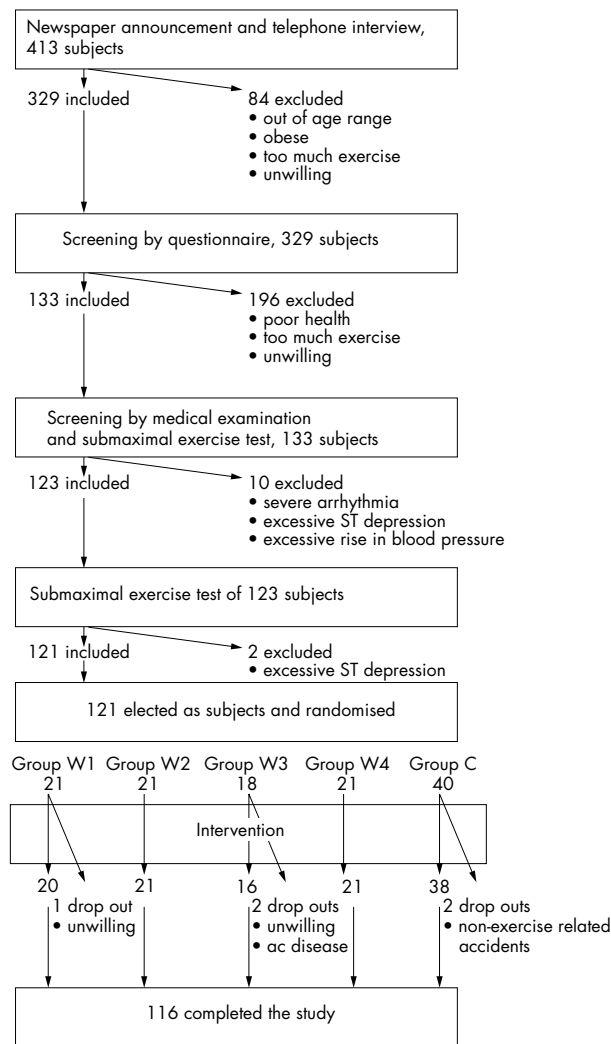 Newspaper announcement and telephone interview,
413 subjects
329 included
84 excluded
• out of age range
• obese
• too much exercise
• unwilling
Screening by questionnaire, 329 subjects
133 included
196 excluded
• poor health
• too much exercise
• unwilling
Screening by medical examination
and submaximal exercise test, 133 subjects
123 included
10 excluded
• severe arrhythmia
• excessive ST depression
• excessive rise in blood pressure
Submaximal exercise test of 123 subjects
121 included
2 excluded
• excessive ST depression
121 elected as subjects and randomised
Group W1 Group W2 Group W3 Group W4 Group C
21 21 18 21 40
Intervention
20 21 16 21 38
1 drop out
• unwilling
2 drop outs
• unwilling
• ac disease
2 drop outs
• non-exercise related
accidents
116 completed the study